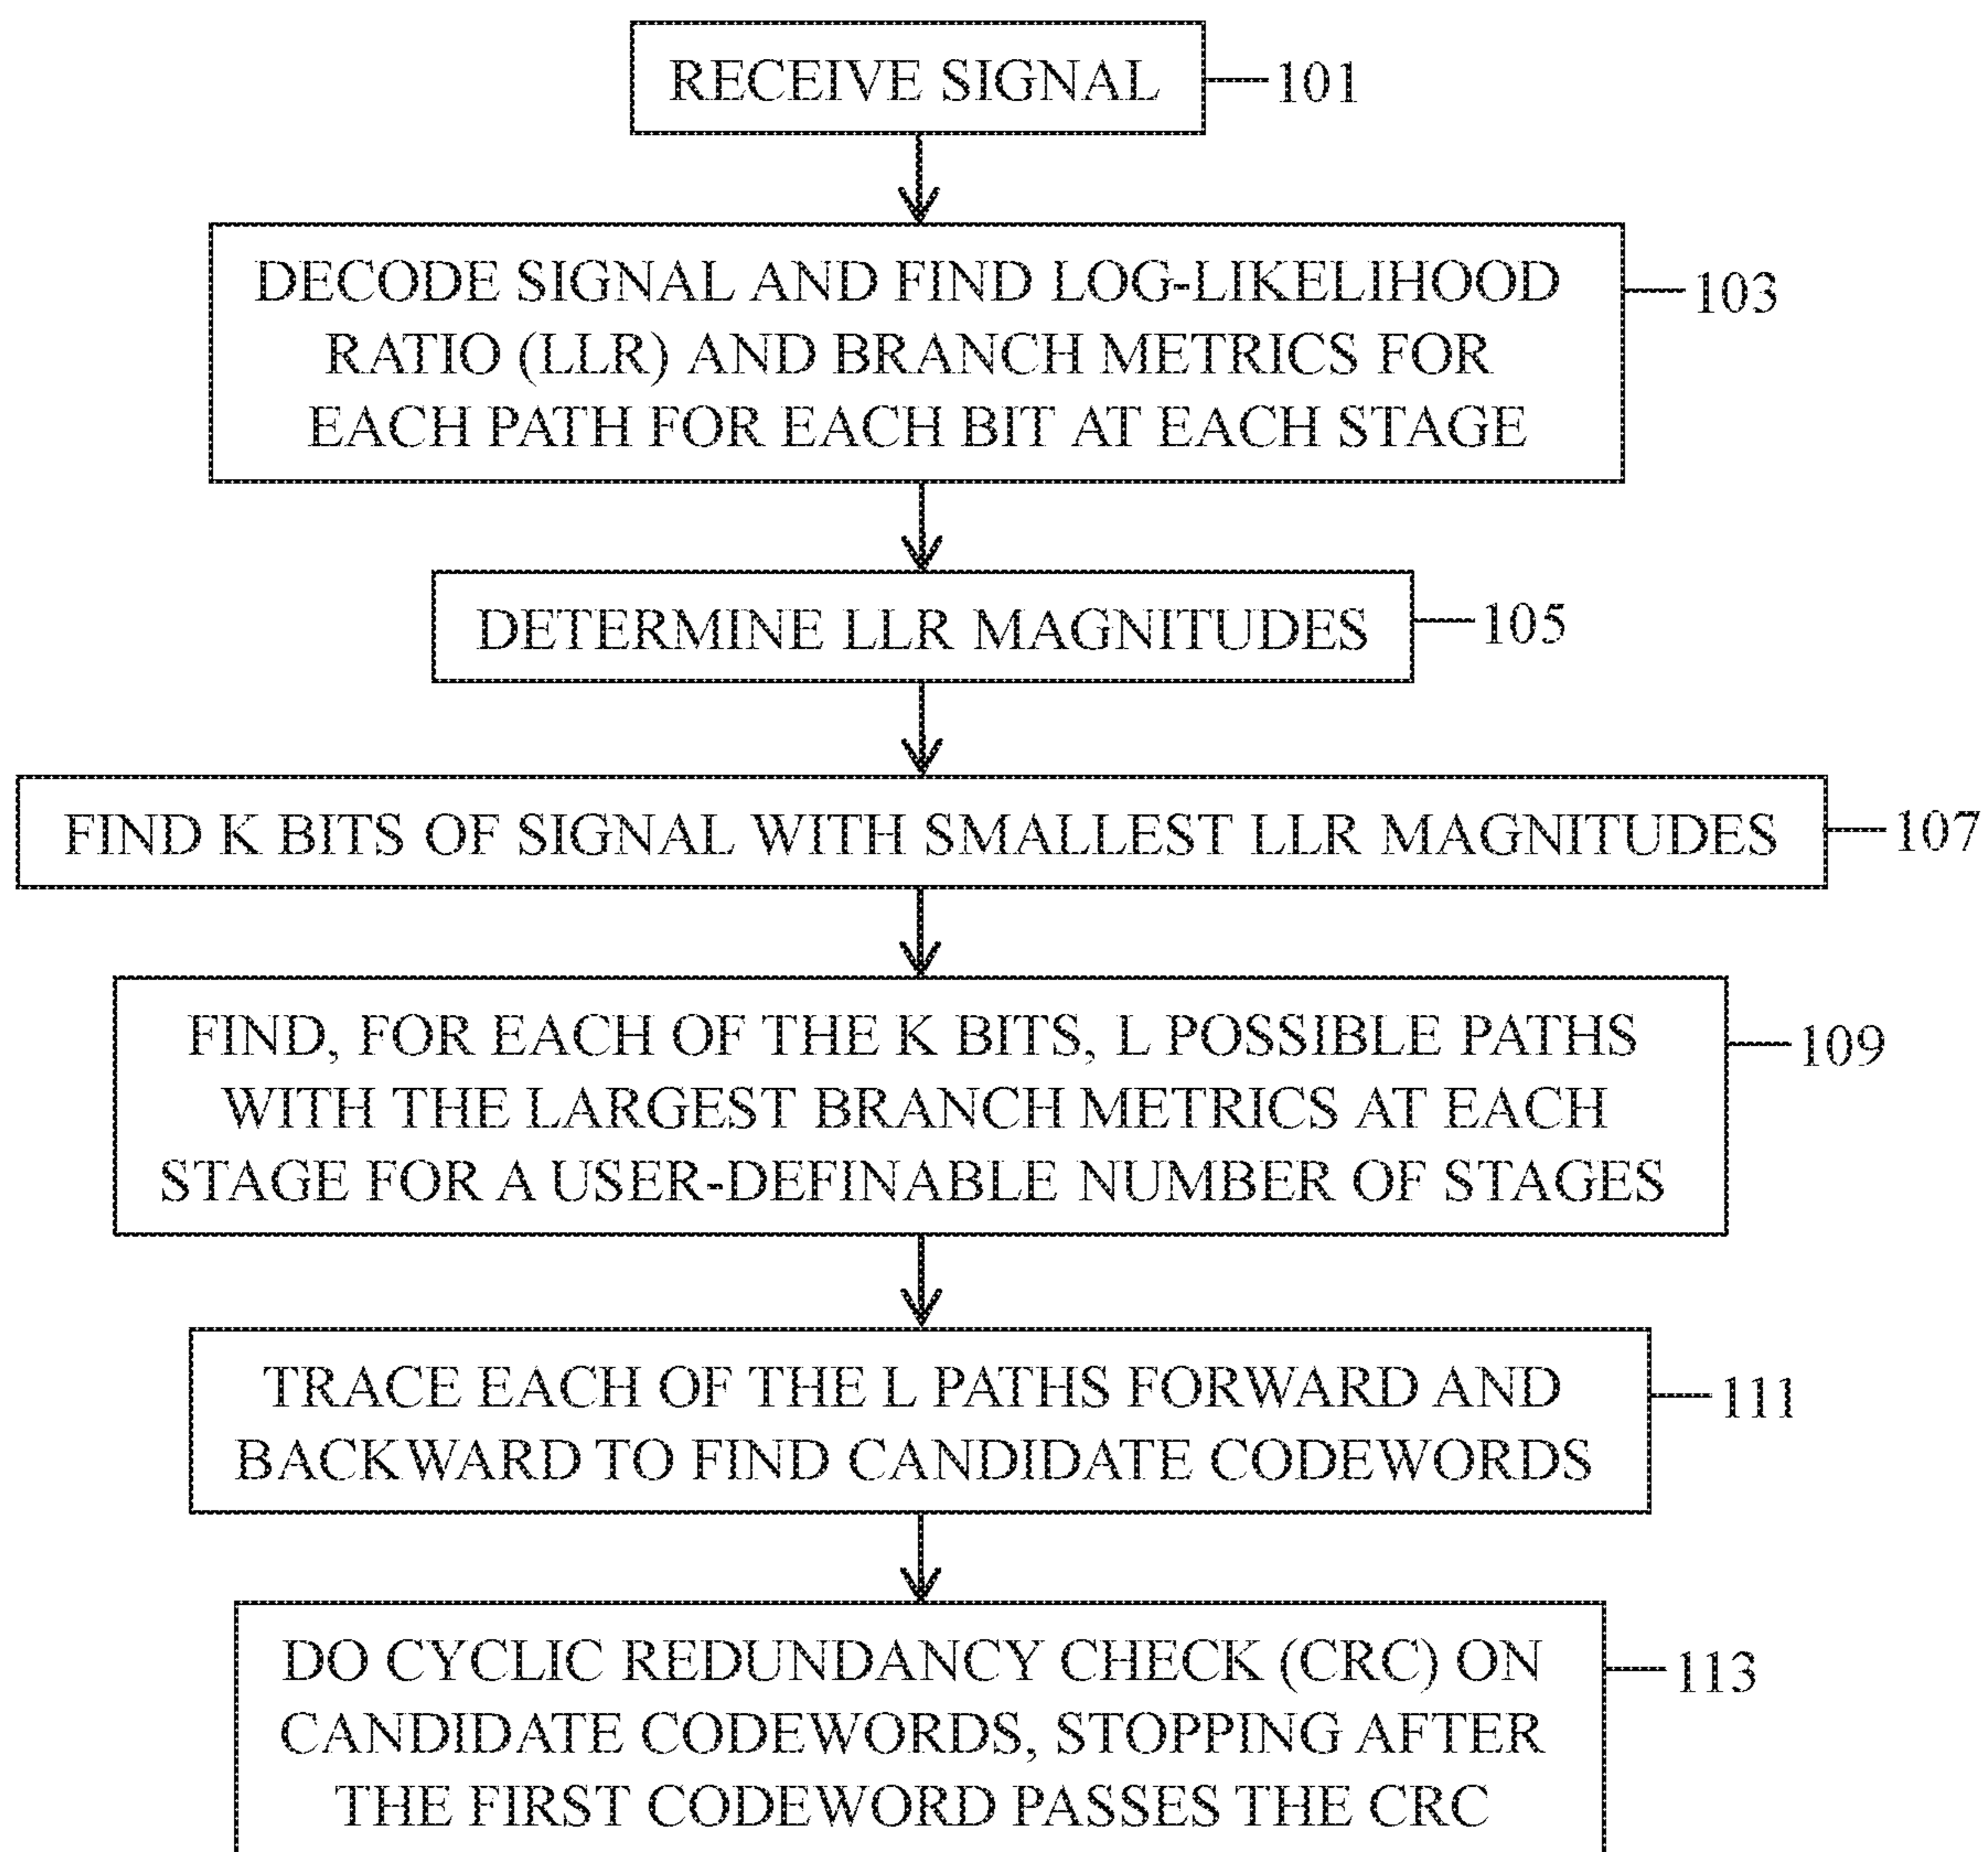 RECEIVE SIGNAL
101
DECODE SIGNAL AND FIND LOG-LIKELIHOOD
RATIO (LLR) AND BRANCH METRICS FOR
EACH PATH FOR EACH BIT AT EACH STAGE
103
DETERMINE LLR MAGNITUDES
105
FIND K BITS OF SIGNAL WITH SMALLEST LLR MAGNITUDES
107
FIND, FOR EACH OF THE K BITS, L POSSIBLE PATHS
WITH THE LARGEST BRANCH METRICS AT EACH
STAGE FOR A USER-DEFINABLE NUMBER OF STAGES
109
TRACE EACH OF THE L PATHS FORWARD AND
BACKWARD TO FIND CANDIDATE CODEWORDS
111
DO CYCLIC REDUNDANCY CHECK (CRC) ON
CANDIDATE CODEWORDS, STOPPING AFTER
THE FIRST CODEWORD PASSES THE CRC
113